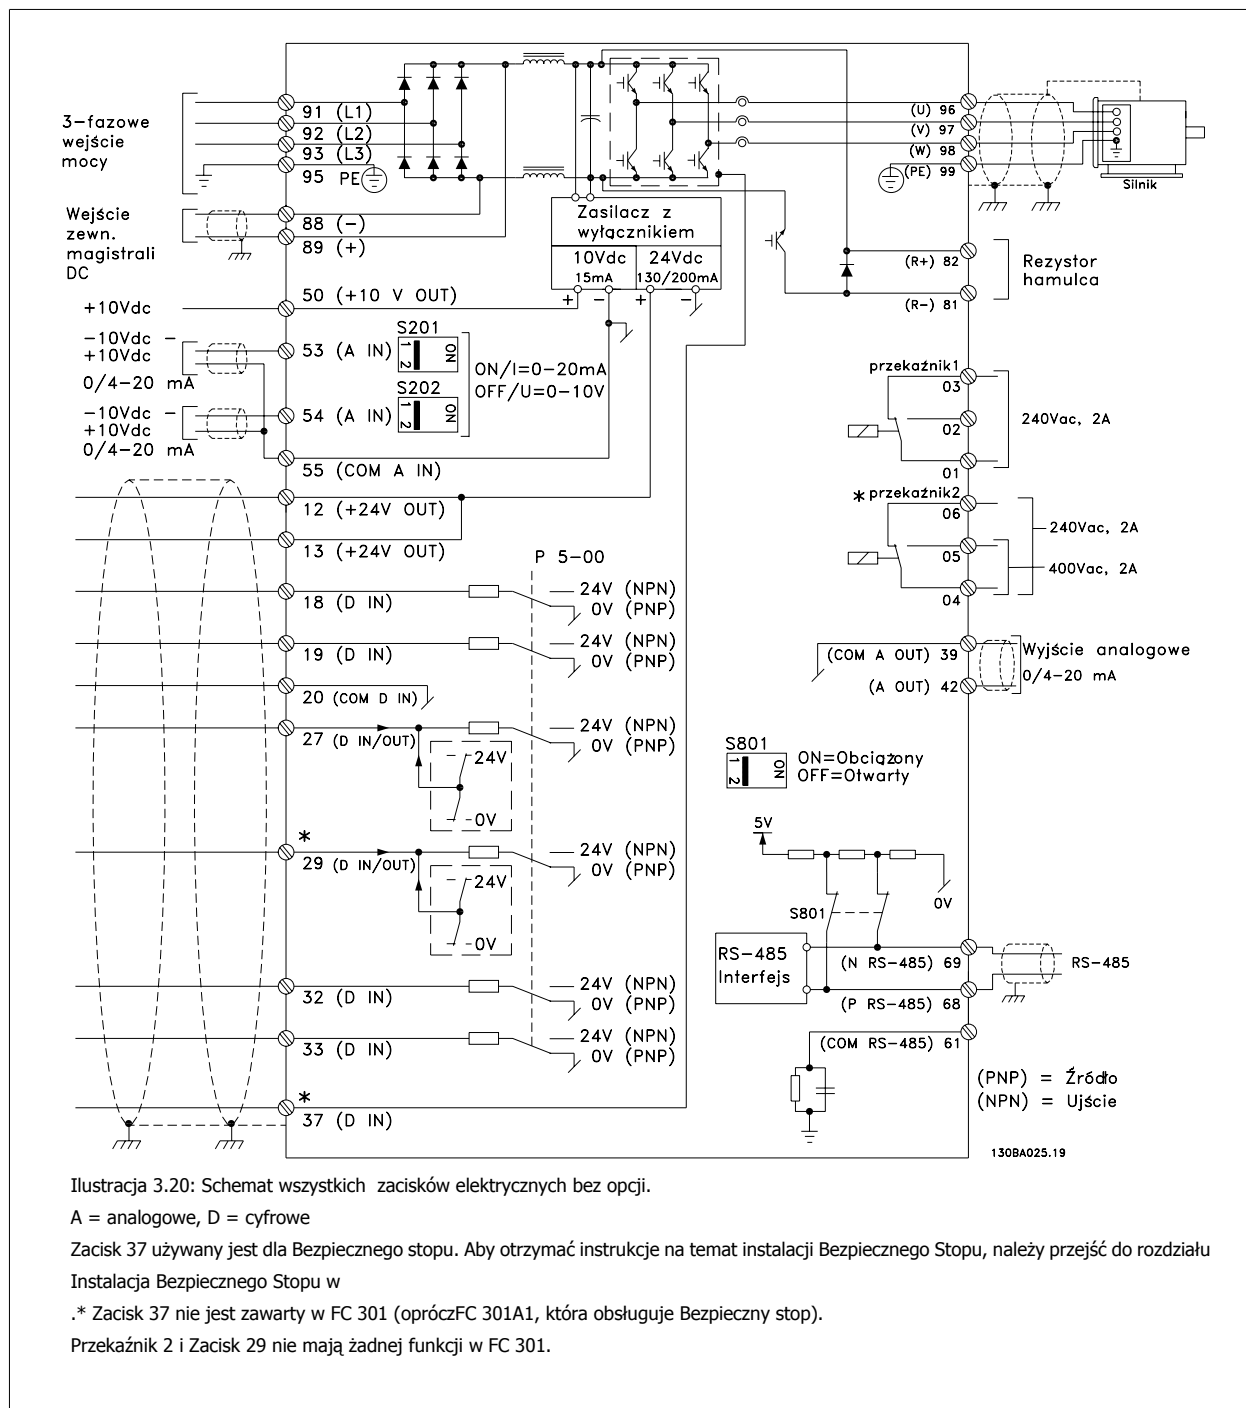 3-fazowe
wejście
mocy
91 (L1)
92 (L2)
93 (L3)
95 PE
Wejście
zewn.
magistrali
DC
88 (-)
89 (+)
Zasilacz z
wyłącznikiem
10Vdc
15mA
24Vdc
130/200mA
+ - + -
(U) 96
(V) 97
(W) 98
(PE) 99
Silnik
(R+) 82
(R-) 81
Rezystor
hamulca
+10Vdc
50 (+10 V OUT)
-10Vdc -
+10Vdc
0/4-20 mA
53 (A IN)
S201
1 2 ON
ON/I=0-20mA
OFF/U=0-10V
S202
1 2 ON
-10Vdc -
+10Vdc
0/4-20 mA
54 (A IN)
55 (COM A IN)
12 (+24V OUT)
13 (+24V OUT)
przekaźnik1
03
02
01
240Vac, 2A
* przekaźnik2
06
05
04
240Vac, 2A
400Vac, 2A
P 5-00
18 (D IN)
24V (NPN)
0V (PNP)
19 (D IN)
24V (NPN)
0V (PNP)
20 (COM D IN)
27 (D IN/OUT)
24V (NPN)
0V (PNP)
24V
0V
*
29 (D IN/OUT)
24V (NPN)
0V (PNP)
24V
0V
32 (D IN)
24V (NPN)
0V (PNP)
33 (D IN)
24V (NPN)
0V (PNP)
*
37 (D IN)
(COM A OUT) 39
(A OUT) 42
Wyjście analogowe
0/4-20 mA
S801
1 2 ON
ON=Obciążony
OFF=Otwarty
5V
S801
0V
RS-485
Interfejs
(N RS-485) 69
(P RS-485) 68
(COM RS-485) 61
RS-485
(PNP) = Źródło
(NPN) = Ujście
130BA025.19
Ilustracja 3.20: Schemat wszystkich zacisków elektrycznych bez opcji.
A = analogowe, D = cyfrowe
Zacisk 37 używany jest dla Bezpiecznego stopu. Aby otrzymać instrukcje na temat instalacji Bezpiecznego Stopu, należy przejść do rozdziału
Instalacja Bezpiecznego Stopu w
.* Zacisk 37 nie jest zawarty w FC 301 (opróczFC 301A1, która obsługuje Bezpieczny stop).
Przekaźnik 2 i Zacisk 29 nie mają żadnej funkcji w FC 301.